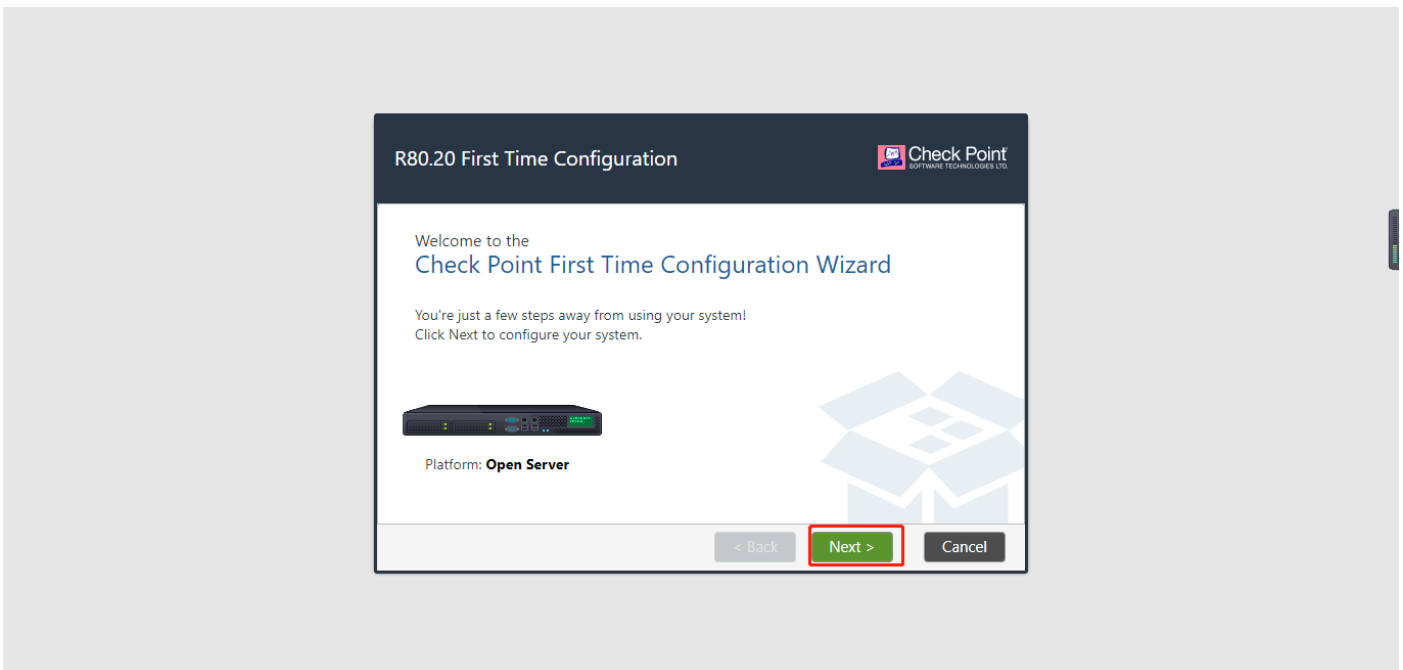 R80.20 First Time Configuration
Check Point
SOFTWARE TECHNOLOGIES LTD.
Welcome to the
Check Point First Time Configuration Wizard
You're just a few steps away from using your system!
Click Next to configure your system.
Platform: Open Server
< Back
Next >
Cancel